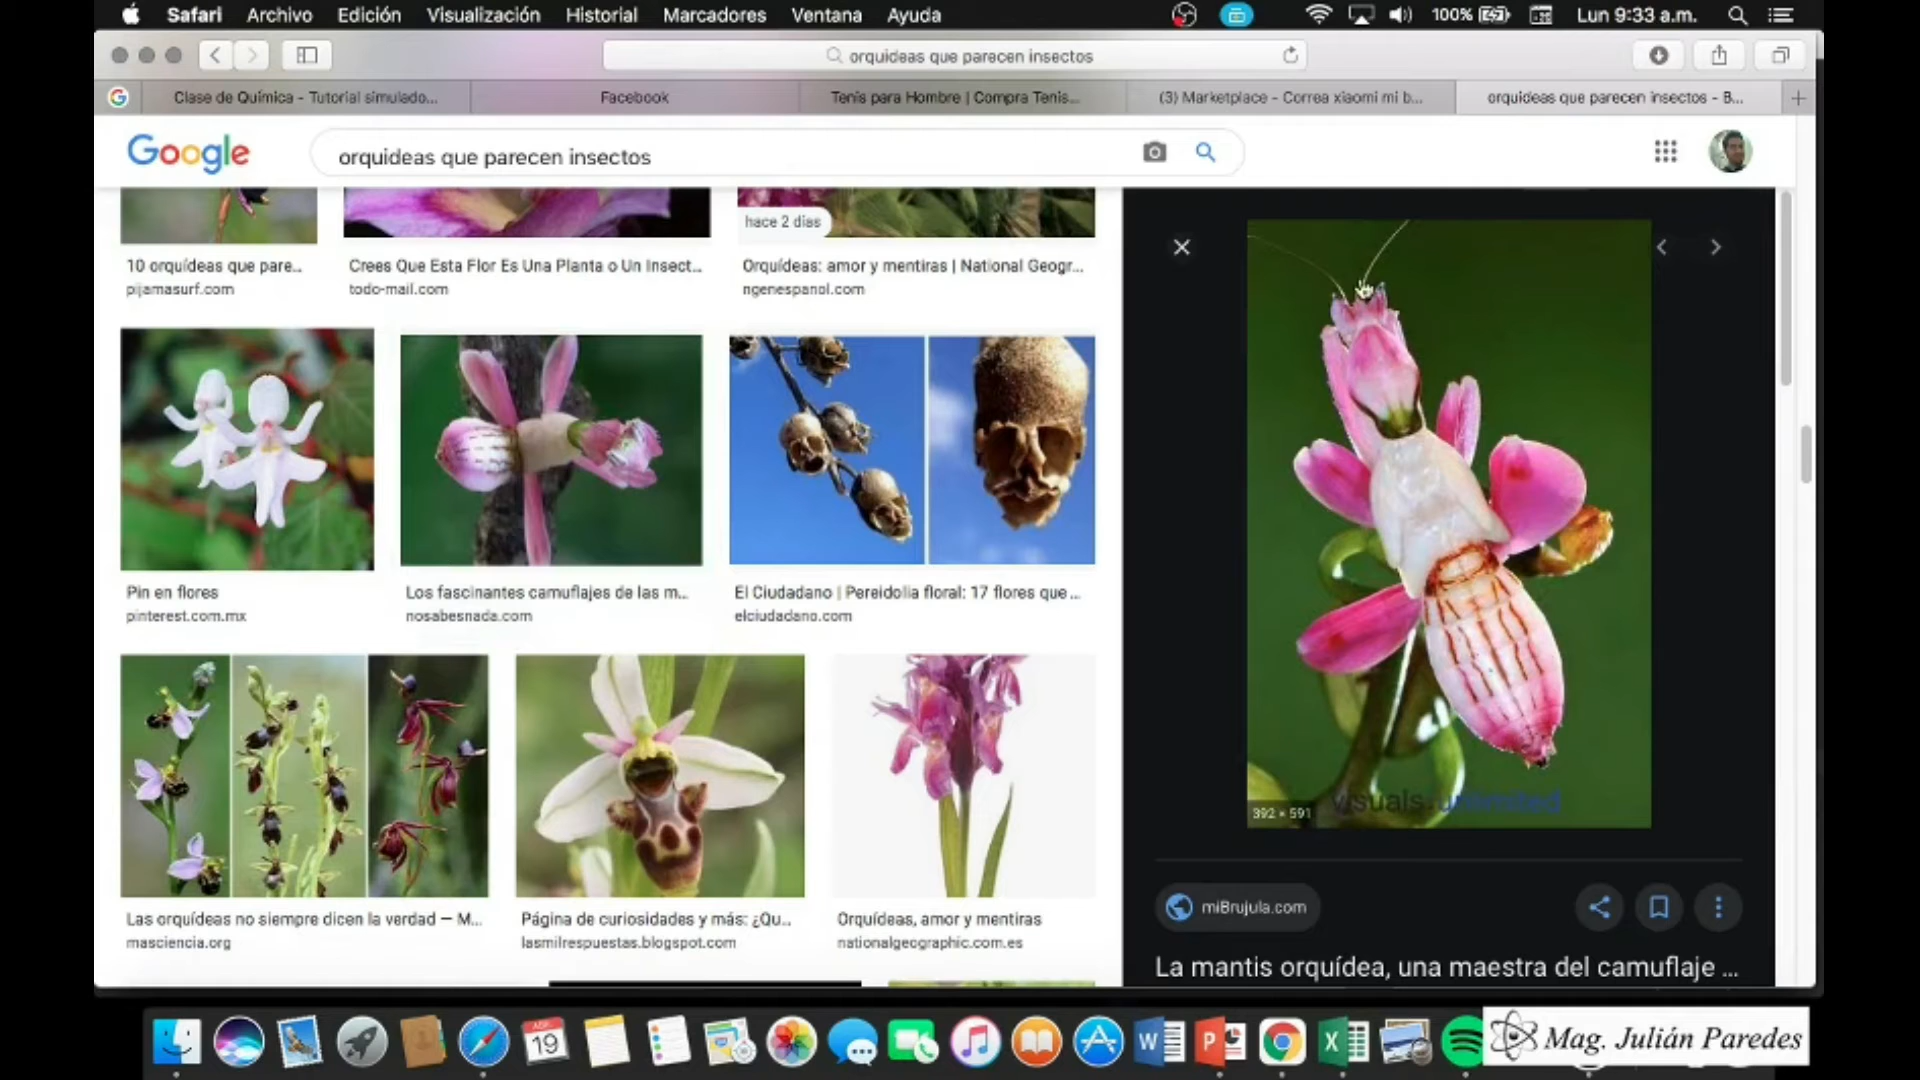 Safari Archivo Edición Visualización Historial Marcadores Ventana Ayuda 100% Lun 9:33 a.m.
orquideas que parecen insectos
Clase de Química - Tutorial simulado... Facebook Tenis para Hombre | Compra Tenis... (3) Marketplace - Correa xiaomi mi b... orquideas que parecen insectos - B...
Google orquideas que parecen insectos
hace 2 días
10 orquídeas que pare... Crees Que Esta Flor Es Una Planta o Un Insect... Orquídeas: amor y mentiras | National Geogr...
pijamasurf.com todo-mail.com ngenespanol.com
Pin en flores Los fascinantes camuflajes de las m... El Ciudadano | Pereidolia floral: 17 flores que ...
pinterest.com.mx nosabesnada.com elciudadano.com
visuals unlimited
392 × 591
miBrujula.com
Las orquídeas no siempre dicen la verdad — M... Página de curiosidades y más: ¿Qu... Orquídeas, amor y mentiras
masciencia.org lasmilrespuestas.blogspot.com nationalgeographic.com.es
La mantis orquídea, una maestra del camuflaje ...
19
Mag. Julián Paredes